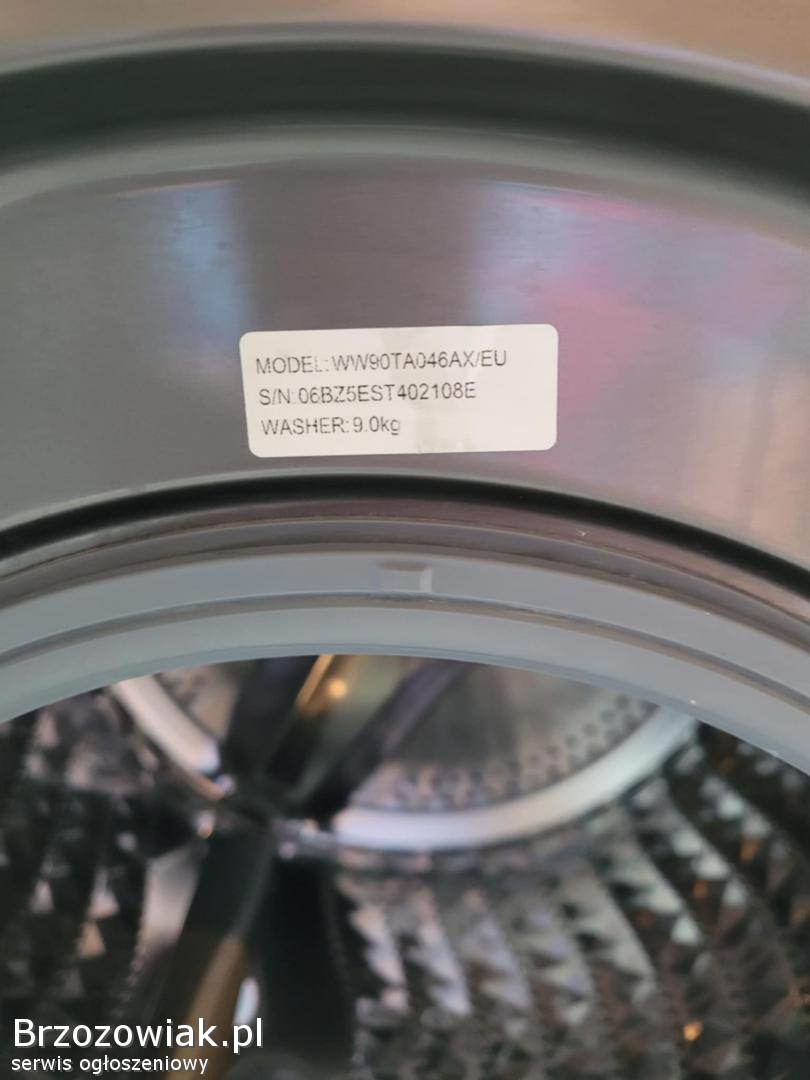 MODEL:WW90TA046AX/EU
S/N:06BZ5EST402108E
WASHER:9.0kg
Brzozowiak.pl
serwis ogłoszeniowy